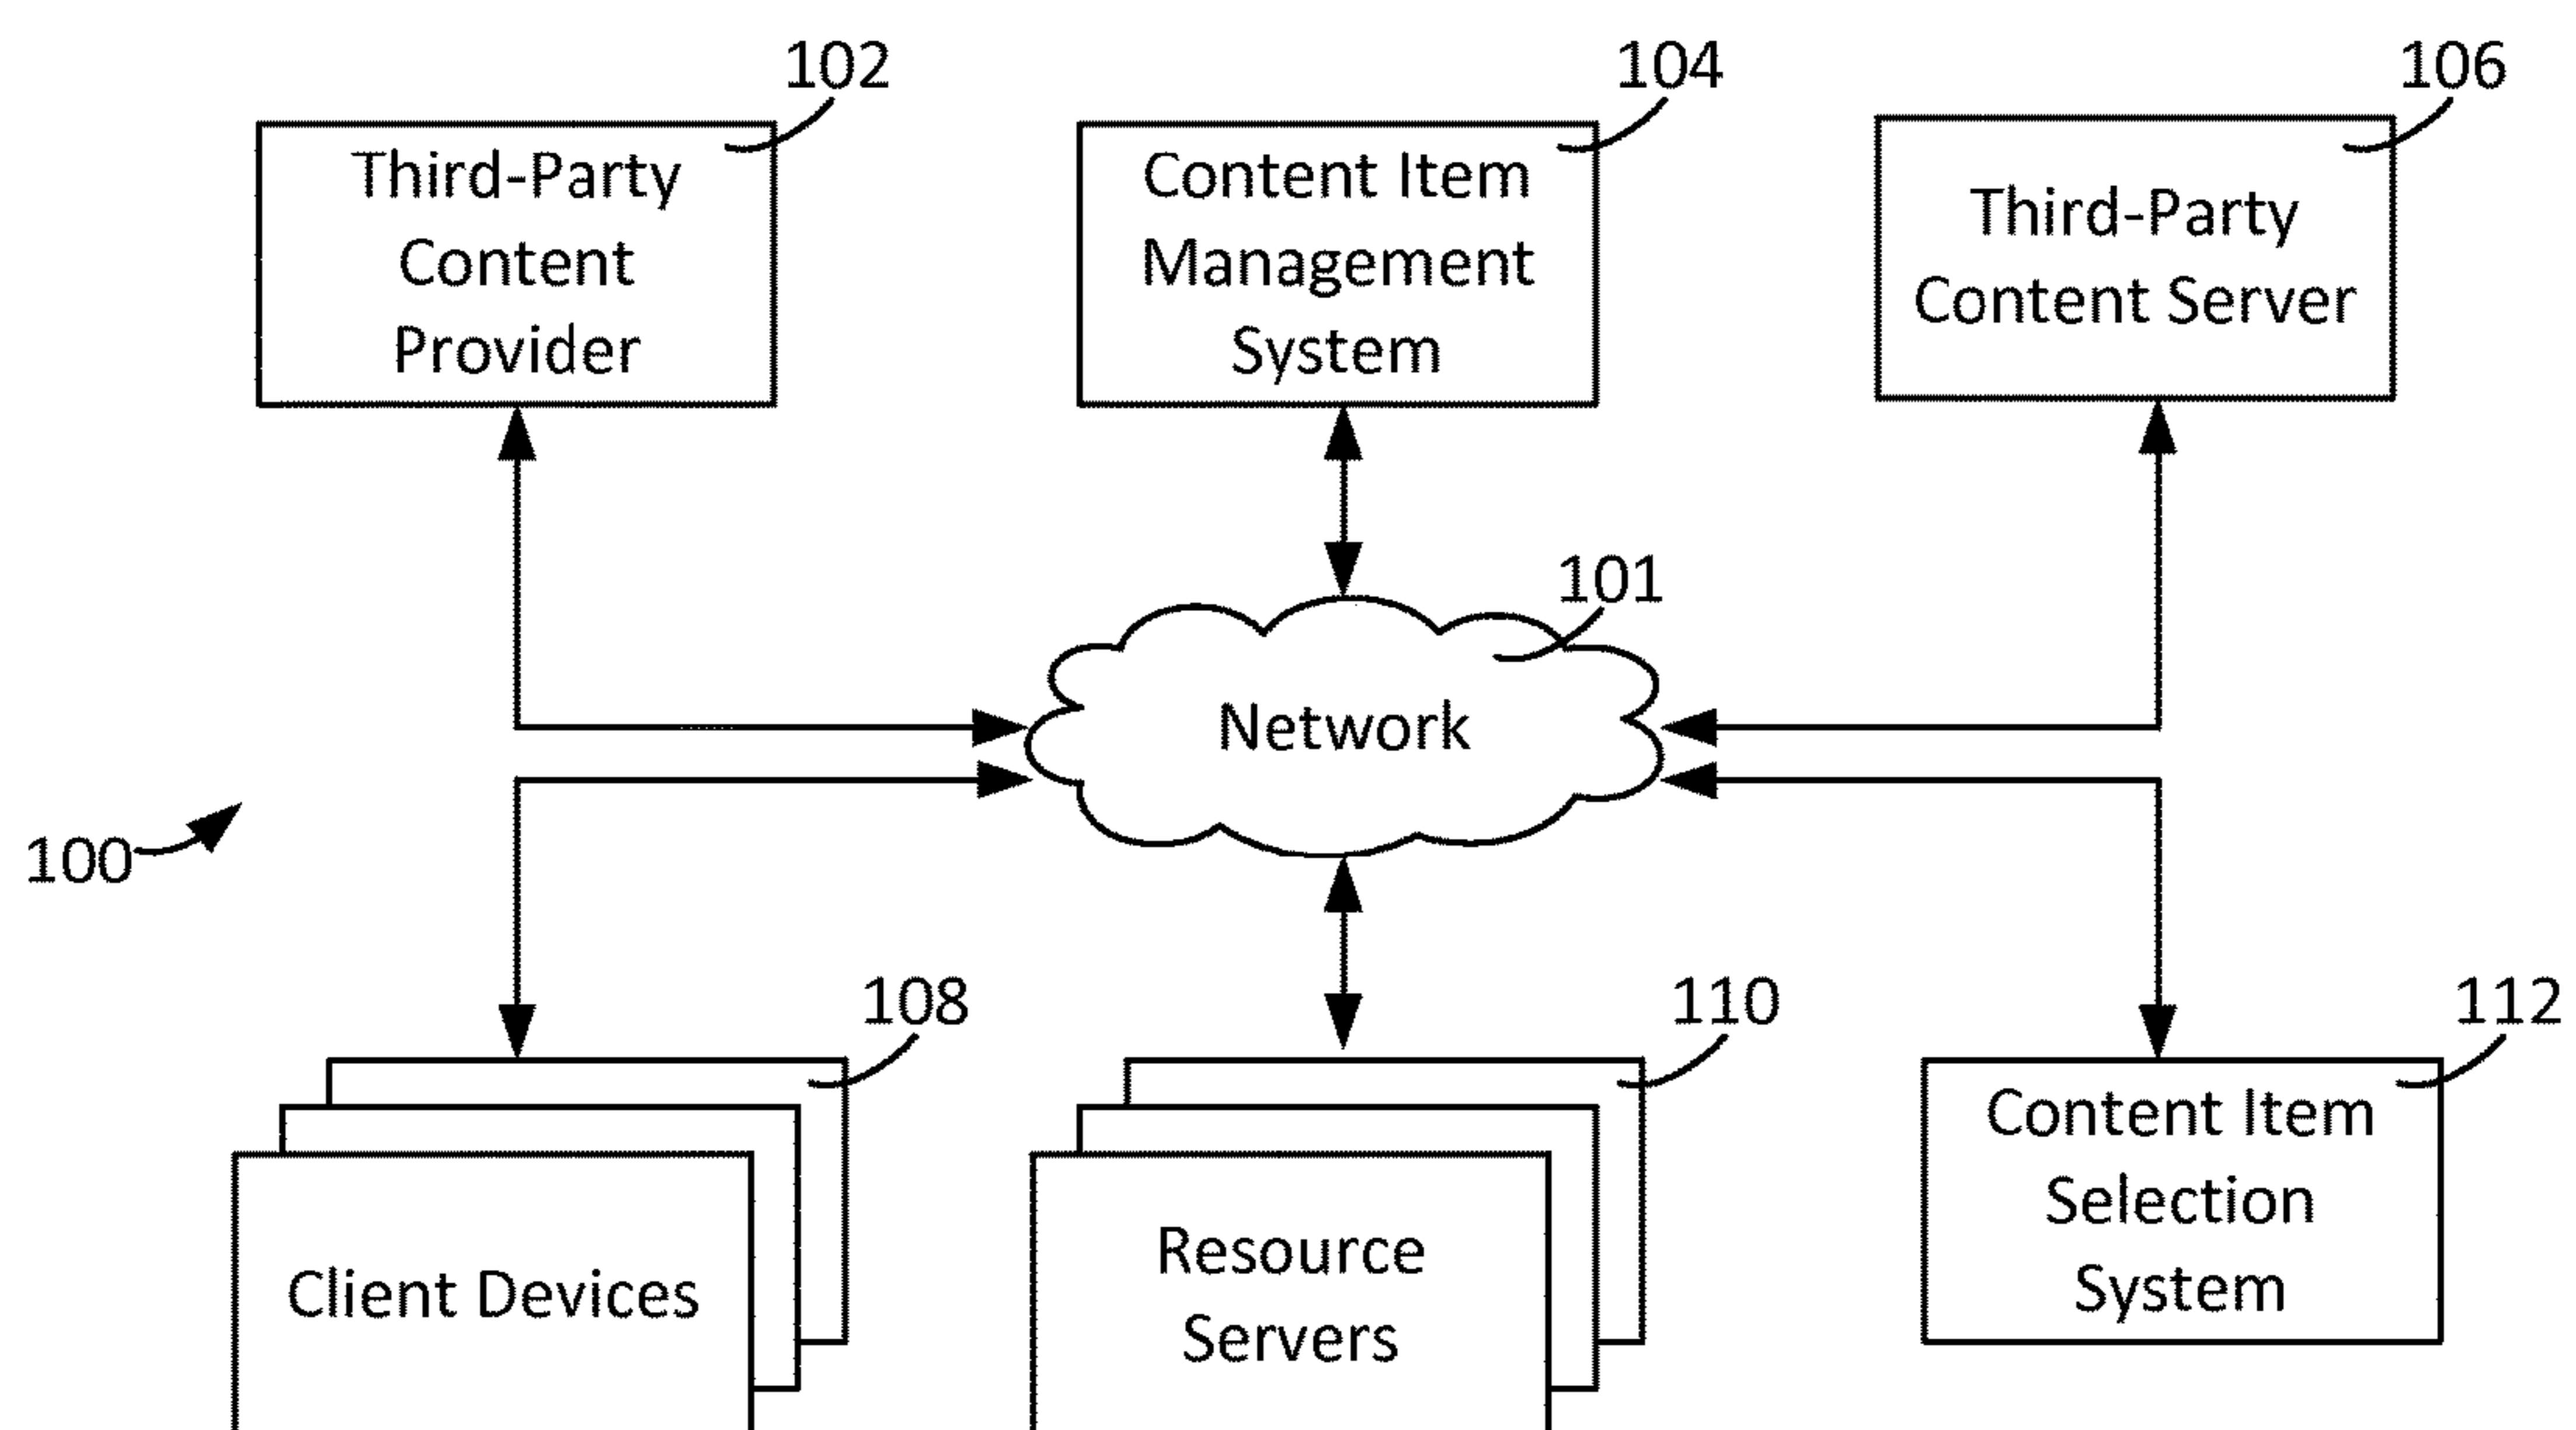 102
Third-Party
Content
Provider
104
Content Item
Management
System
106
Third-Party
Content Server
101
Network
100
108
Client Devices
110
Resource
Servers
112
Content Item
Selection
System